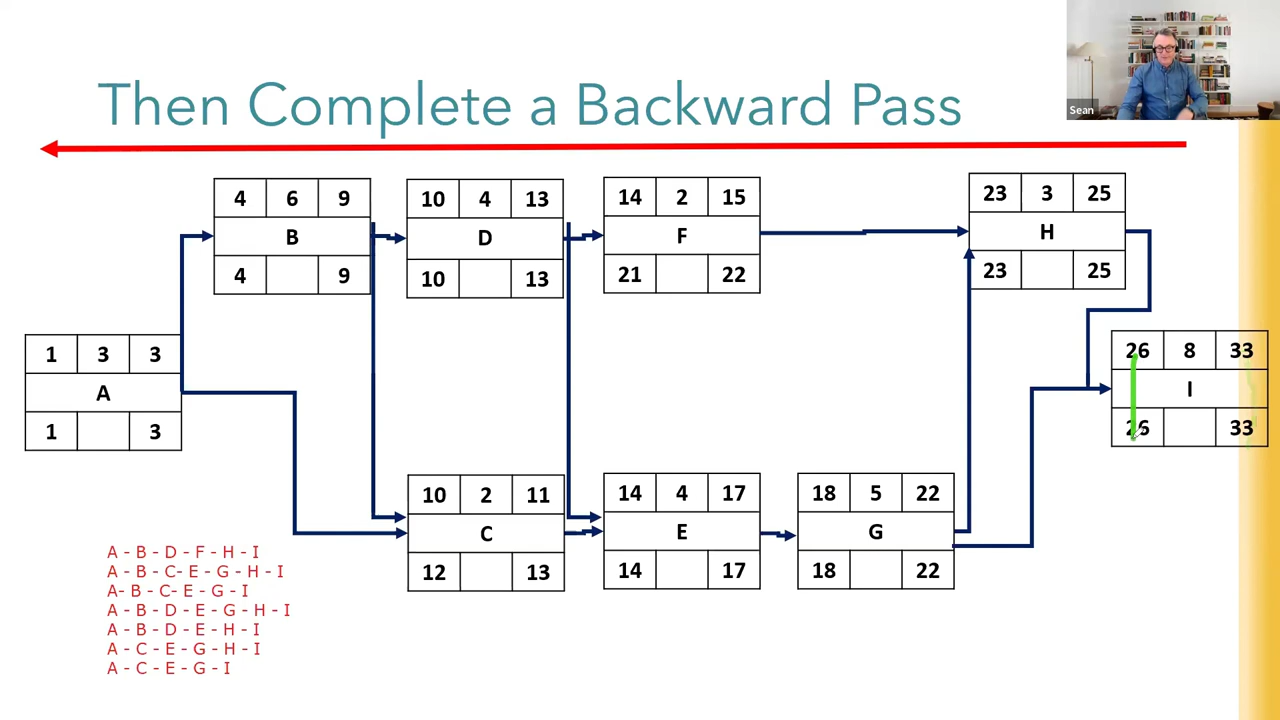 Then Complete a Backward Pass
Sean
4 6 9
B
4 9
10 4 13
D
10 13
14 2 15
F
21 22
23 3 25
H
23 25
1 3 3
A
1 3
26 8 33
I
26 33
10 2 11
C
12 13
14 4 17
E
14 17
18 5 22
G
18 22
A - B - D - F - H - I
A - B - C- E - G - H - I
A- B - C- E - G - I
A - B - D - E - G - H - I
A - B - D - E - H - I
A - C - E - G - H - I
A - C - E - G - I